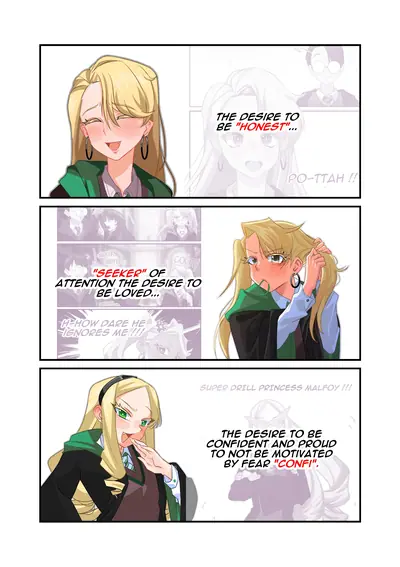 THE DESIRE TO
BE "HONEST"...
PO-TTAH !!
"SEEKER" OF
ATTENTION THE DESIRE TO
BE LOVED...
H-HOW DARE HE
IGNORES ME !!!
SUPER DRILL PRINCESS MALFOY !!!
THE DESIRE TO BE
CONFIDENT AND PROUD
TO NOT BE MOTIVATED
BY FEAR "CONFI".